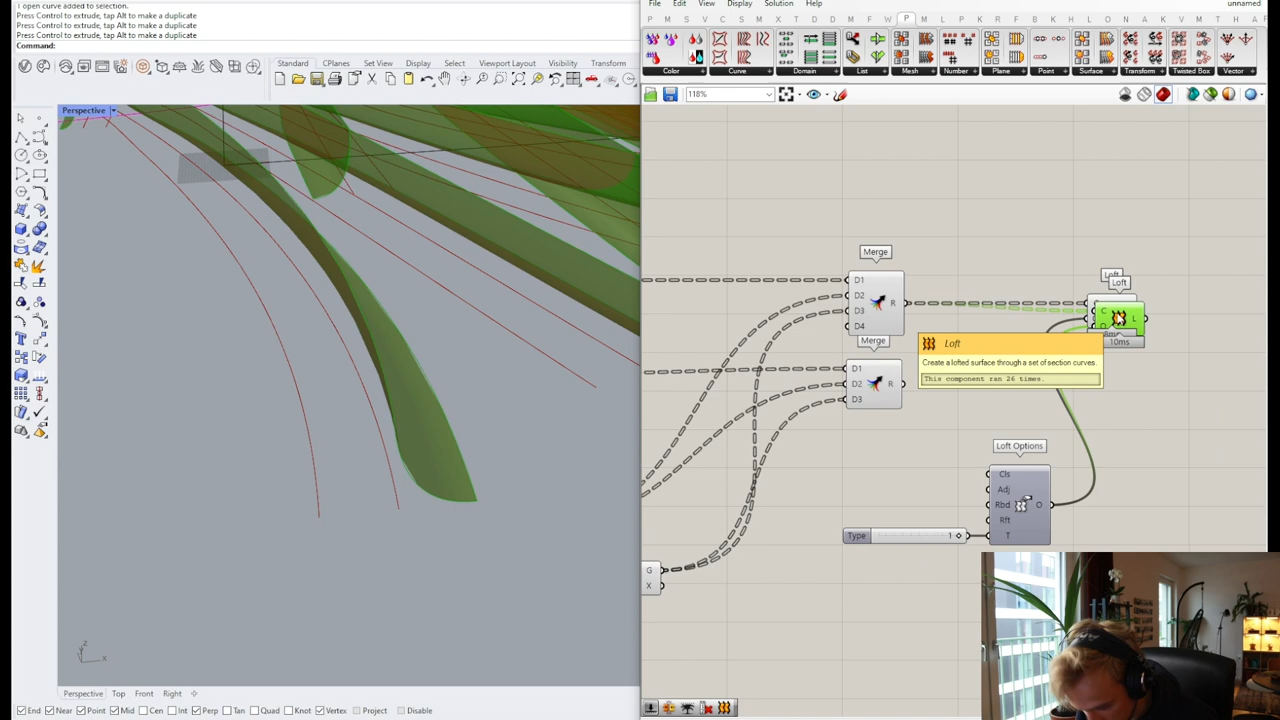 1 open curve added to selection.
Press Control to extrude, tap Alt to make a duplicate
Press Control to extrude, tap Alt to make a duplicate
Press Control to extrude, tap Alt to make a duplicate
Command:
Standard CPlanes Set View Display Select Viewport Layout Visibility Transform
Perspective
z
x
Perspective Top Front Right
End Near Point Mid Cen Int Perp Tan Quad Knot Vertex Project Disable
File Edit View Display Solution Help
unnamed
P M S V C I S M D T D D W A M F W L P M A Y L P R F B F L D O N A T H A F
Color Curve Domain List Mesh Number Plane Point Surface Transform Twisted Box Vector
118%
Merge
D1
D2
D3
D4
R
Merge
D1
D2
D3
R
Loft
Loft
C
O
L
10ms
Loft
Create a lofted surface through a set of section curves.
This component ran 26 times.
Loft Options
Cls
Adj
Rbd
Rft
T
O
Type 1
G
X